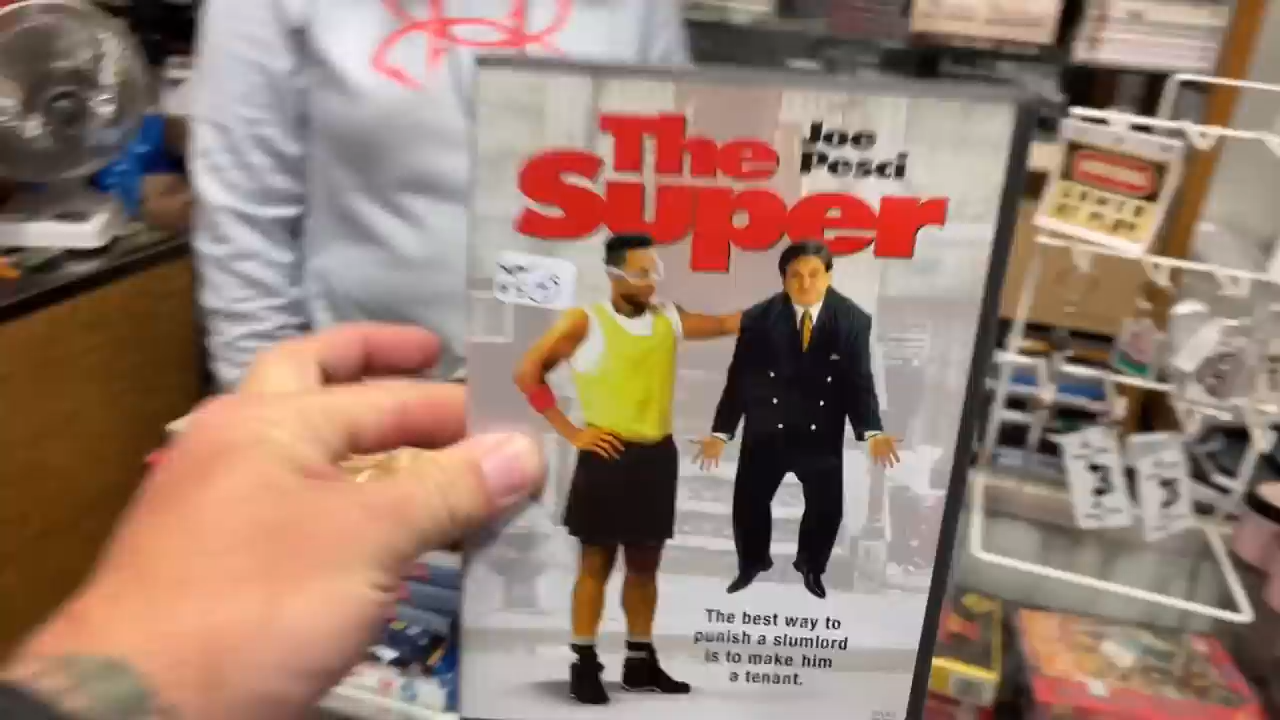 The
Joe
Pesci
Super
The best way to
punish a slumlord
is to make him
a tenant.